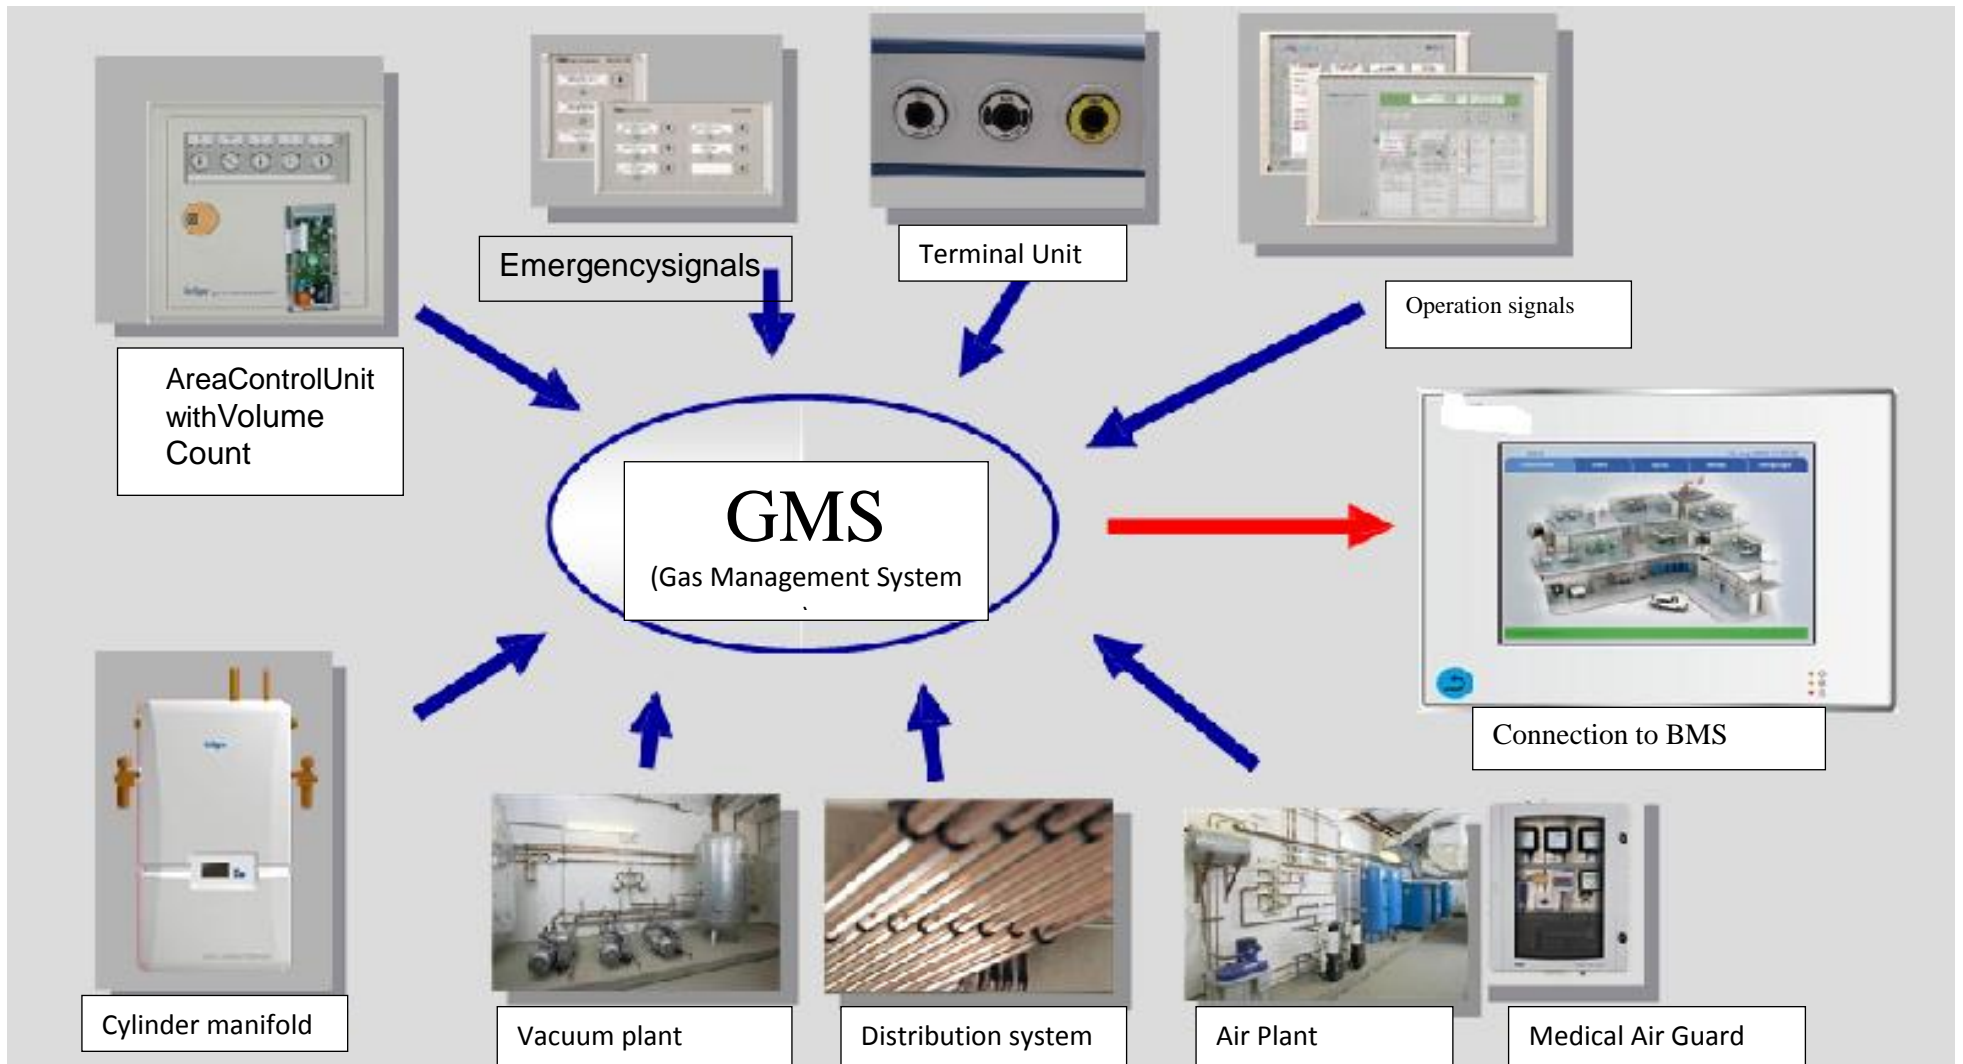 Emergencysignals
Terminal Unit
Operation signals
AreaControlUnit
withVolume
Count
GMS
(Gas Management System
)
Connection to BMS
Cylinder manifold
Vacuum plant
Distribution system
Air Plant
Medical Air Guard